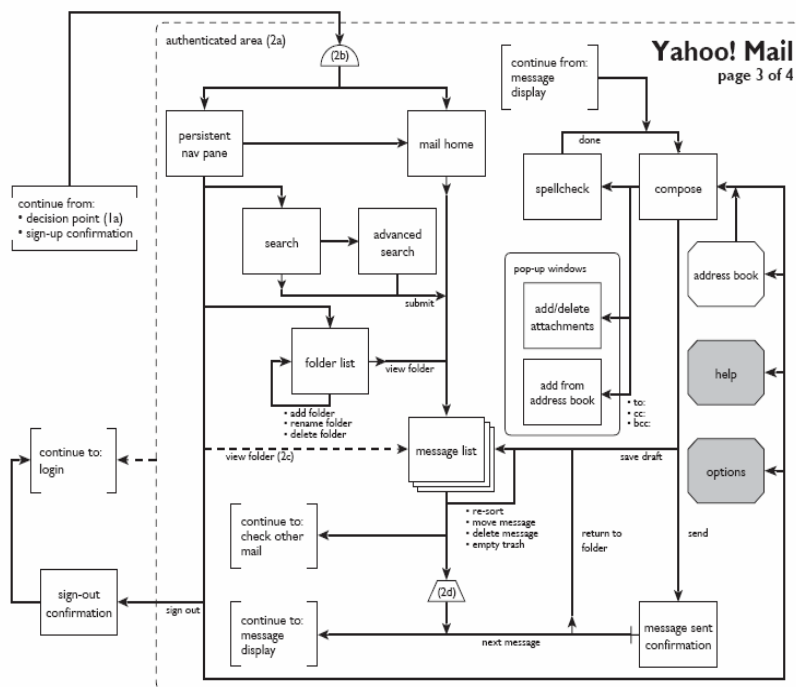 Yahoo! Mail
page 3 of 4
authenticated area (2a)
(2b)
continue from:
message
display
persistent
nav pane
mail home
done
spellcheck
compose
continue from:
• decision point (1a)
• sign-up confirmation
search
advanced
search
submit
pop-up windows
add/delete
attachments
add from
address book
address book
help
options
folder list
view folder
• add folder
• rename folder
• delete folder
• to:
• cc:
• bcc:
continue to:
login
view folder (2c)
message list
save draft
• re-sort
• move message
• delete message
• empty trash
return to
folder
send
continue to:
check other
mail
(2d)
sign-out
confirmation
sign out
continue to:
message
display
next message
message sent
confirmation